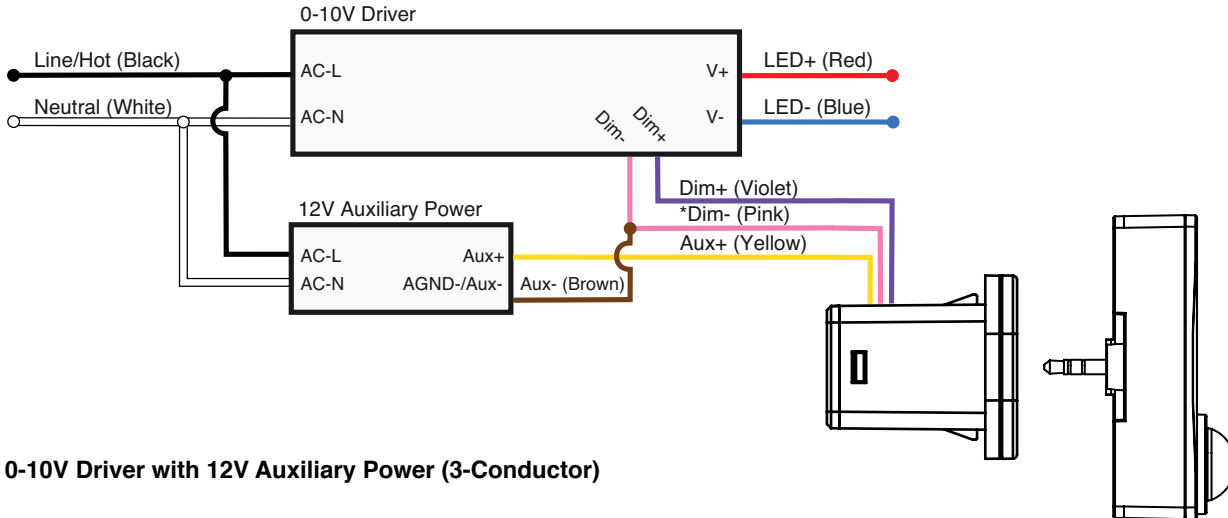 0-10V Driver
Line/Hot (Black)
AC-L
V+
LED+ (Red)
Neutral (White)
AC-N
Dim-
Dim+
V-
LED- (Blue)
Dim+ (Violet)
*Dim- (Pink)
Aux+ (Yellow)
12V Auxiliary Power
AC-L
Aux+
AC-N
AGND-/Aux-
Aux- (Brown)
0-10V Driver with 12V Auxiliary Power (3-Conductor)